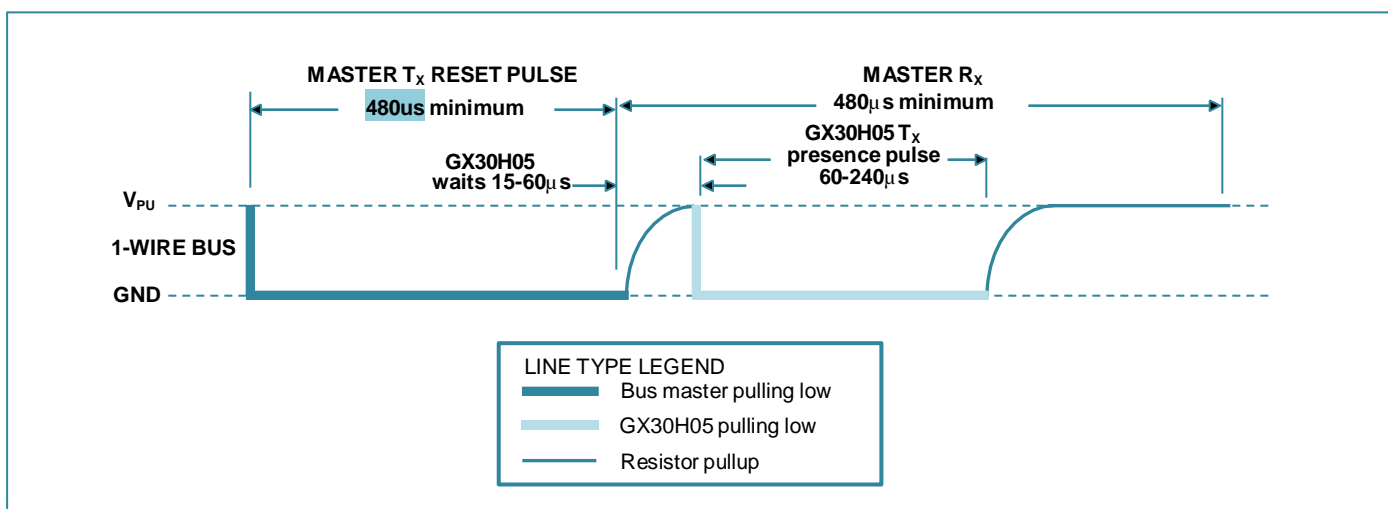 MASTER TX RESET PULSE
480us minimum
MASTER RX
480μs minimum
GX30H05 TX
presence pulse
60-240μs
GX30H05
waits 15-60μs
VPU
1-WIRE BUS
GND
LINE TYPE LEGEND
Bus master pulling low
GX30H05 pulling low
Resistor pullup